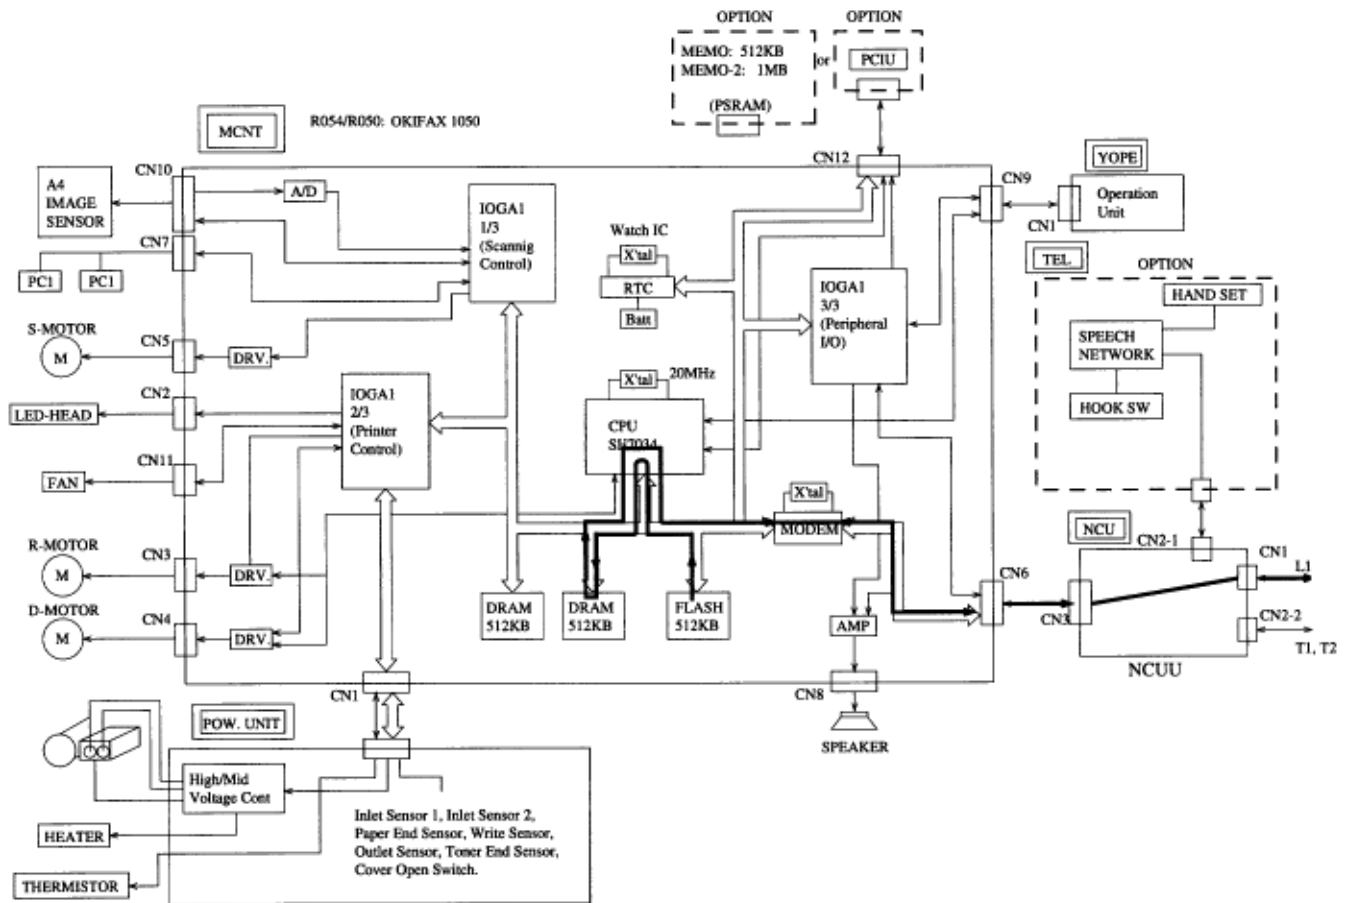 OPTION
OPTION
MEMO: 512KB
MEMO-2: 1MB
(PSRAM)
or
PCIU
MCNT
R054/R050: OKIFAX 1050
CN10
CN12
YOPE
A4
IMAGE
SENSOR
A/D
IOGA1
1/3
(Scannig
Control)
CN9
CN1
Operation
Unit
CN7
Watch IC
X'tal
RTC
Batt
TEL.
OPTION
PC1
PC1
IOGA1
3/3
(Peripheral
I/O)
HAND SET
S-MOTOR
M
CN5
DRV.
SPEECH
NETWORK
HOOK SW
X'tal
20MHz
CN2
LED-HEAD
IOGA1
2/3
(Printer
Control)
CPU
SH7034
CN11
FAN
X'tal
MODEM
NCU
CN2-1
R-MOTOR
M
CN3
DRV.
CN6
CN1
L1
D-MOTOR
M
CN4
DRV.
DRAM
512KB
DRAM
512KB
FLASH
512KB
AMP
CN3
CN2-2
T1, T2
NCUU
CN1
CN8
POW. UNIT
SPEAKER
High/Mid
Voltage Cont
Inlet Sensor 1, Inlet Sensor 2,
Paper End Sensor, Write Sensor,
Outlet Sensor, Toner End Sensor,
Cover Open Switch.
HEATER
THERMISTOR